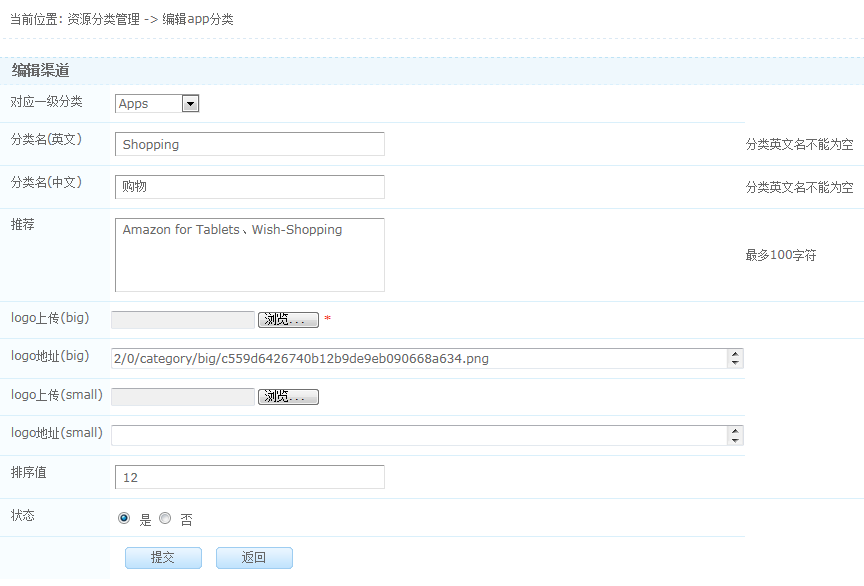 当前位置: 资源分类管理 -> 编辑app分类
编辑渠道
对应一级分类 Apps
分类名(英文) Shopping 分类英文名不能为空
分类名(中文) 购物 分类英文名不能为空
推荐 Amazon for Tablets、Wish-Shopping 最多100字符
logo上传(big) 浏览... *
logo地址(big) 2/0/category/big/c559d6426740b12b9de9eb090668a634.png
logo上传(small) 浏览...
logo地址(small)
排序值 12
状态 是 否
提交 返回